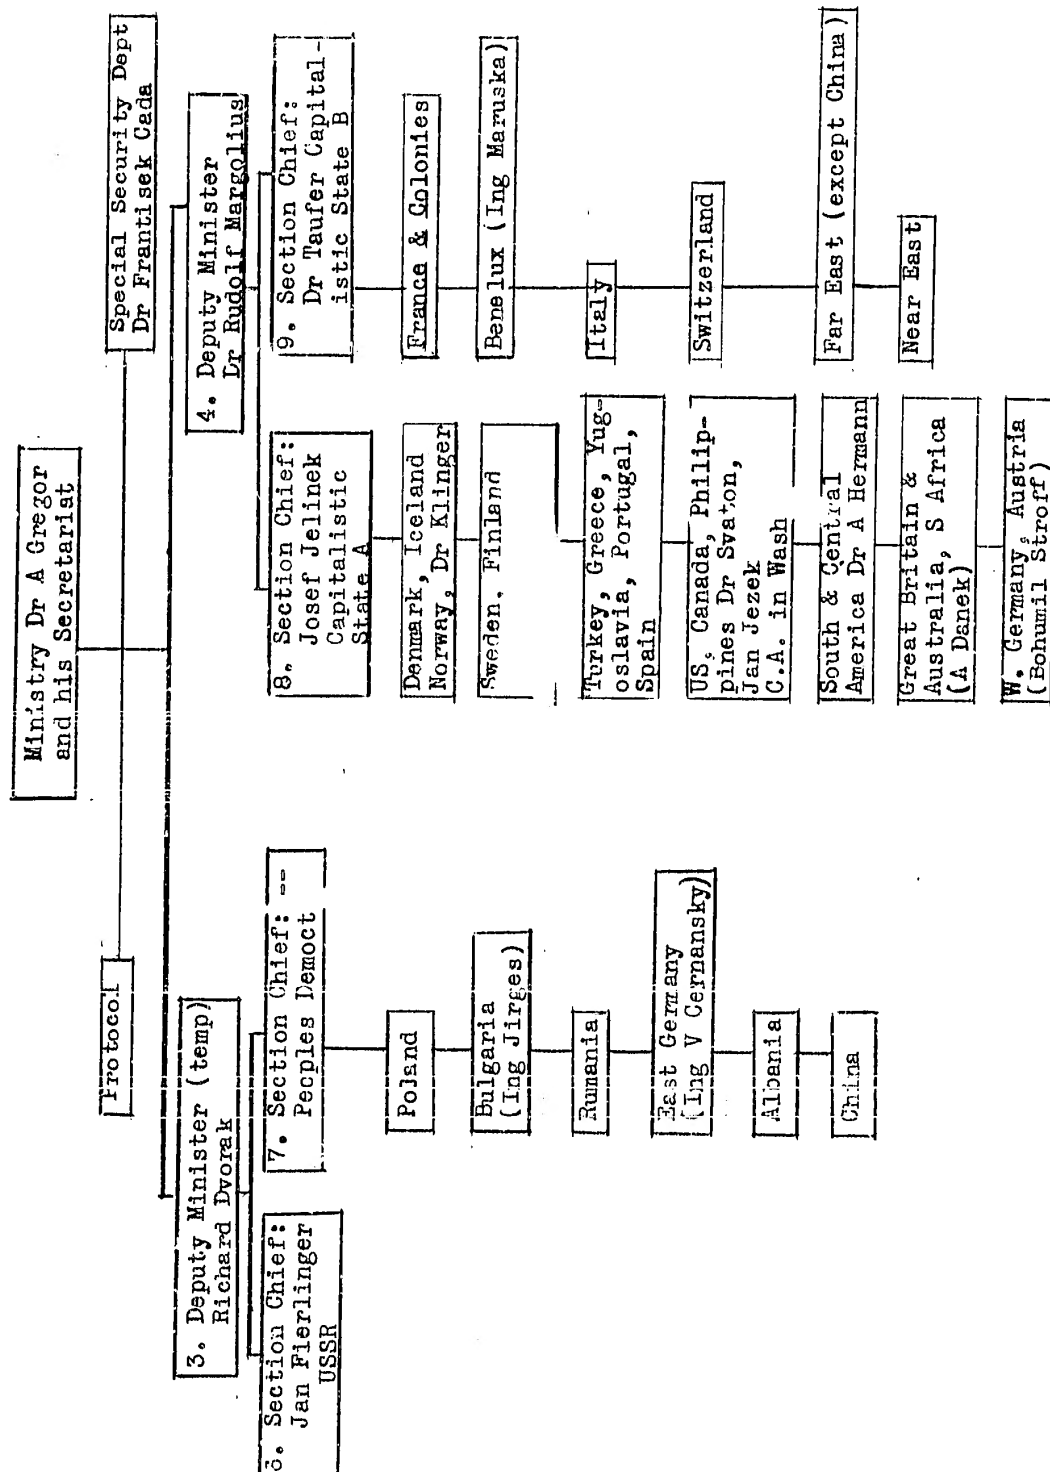 Ministry Dr A Gregor
and his Secretarist
Protocol
Special Security Dept
Dr Frantisek Cada
3. Deputy Minister (temp)
Richard Dvorak
4. Deputy Minister
Dr Rudolf Margolius
Section Chief:
Jan Fierlinger
USSR
7. Section Chief: --
Peoples Democt
Poland
Bulgaria
(Ing Jirges)
Rumania
East Germany
(Ing V Cernansky)
Albania
China
8. Section Chief:
Josef Jelinek
Capitalistic
State A
Denmark, Iceland
Norway, Dr Klinger
Sweden, Finland
Turkey, Greece, Yug-
oslavia, Portugal,
Spain
US, Canada, Philip-
pines Dr Svaton,
Jan Jezek
C.A. in Wash
South & Central
America Dr A Hermann
Great Britain &
Australia, S Africa
(A Danek)
W. Germany, Austria
(Bohumil Stroff)
9. Section Chief:
Dr Taufer Capital-
istic State B
France & Colonies
Benelux (Ing Maruska)
Italy
Switzerland
Far East (except China)
Near East